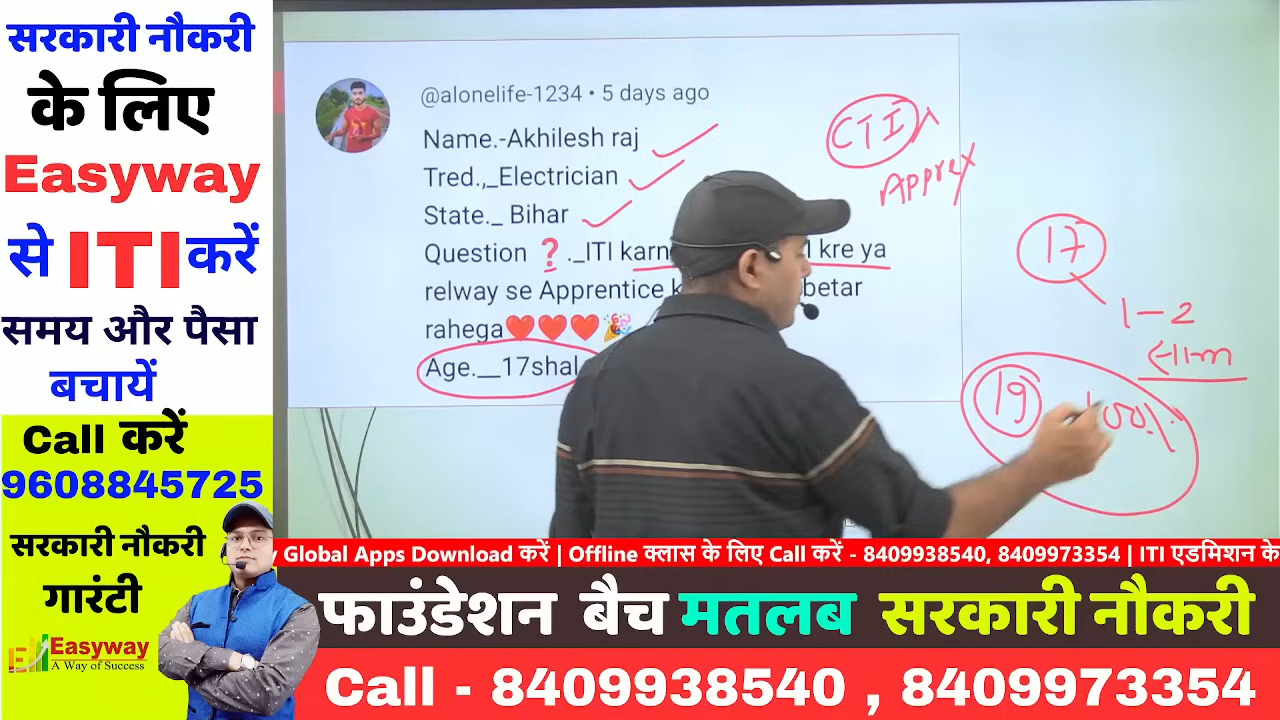 सरकारी नौकरी
के लिए
Easyway
से ITI करें
समय और पैसा
बचायें
Call करें
9608845725
सरकारी नौकरी
गारंटी
Easyway
A Way of Success
@alonelife-1234 • 5 days ago
Name.-Akhilesh raj
Tred.,_Electrician
State._ Bihar
Question ❓._ITI kre ya
relway se Apprentice betar
rahega❤️❤️❤️🎉
Age.__17shal
CTI
Appre
17
1-2
साल
19
100%
Global Apps Download करें | Offline क्लास के लिए Call करें - 8409938540, 8409973354 | ITI एडमिशन के
फाउंडेशन बैच मतलब सरकारी नौकरी
Call - 8409938540 , 8409973354